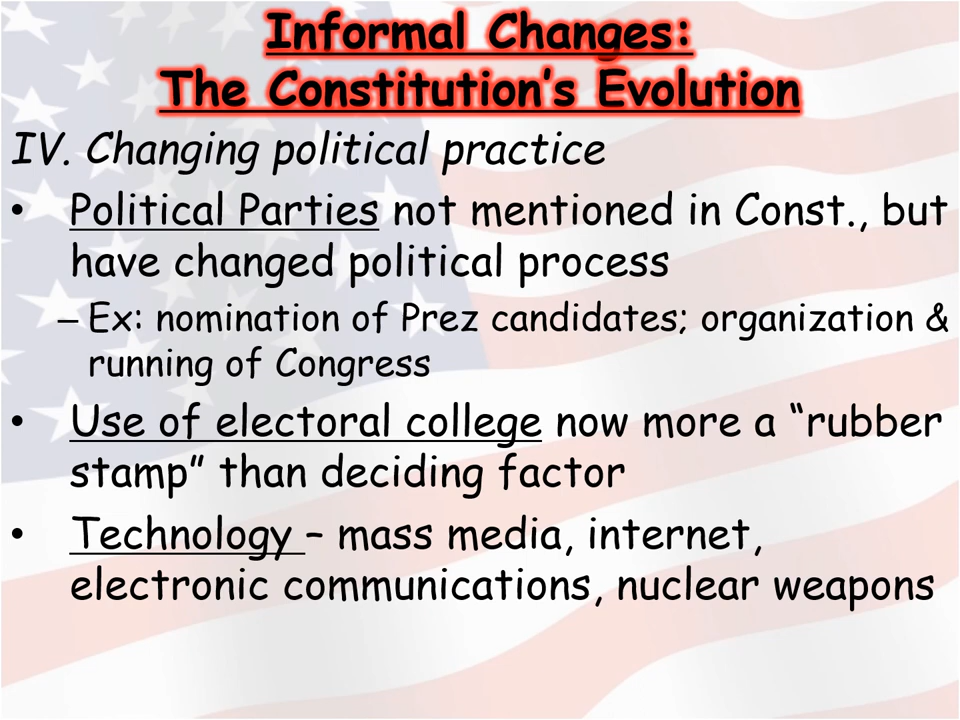 Informal Changes:
The Constitution’s Evolution
IV. Changing political practice
• Political Parties not mentioned in Const., but
have changed political process
– Ex: nomination of Prez candidates; organization &
running of Congress
• Use of electoral college now more a “rubber
stamp” than deciding factor
• Technology – mass media, internet,
electronic communications, nuclear weapons